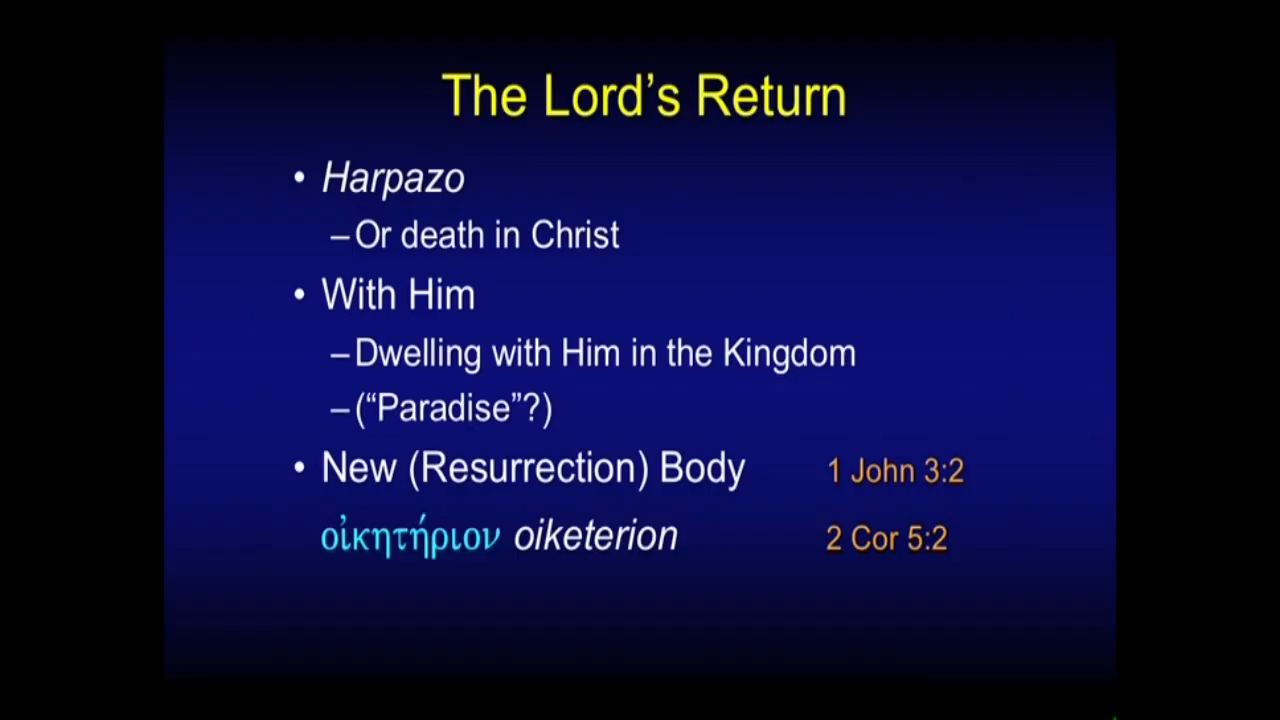 The Lord’s Return
• Harpazo
–Or death in Christ
• With Him
–Dwelling with Him in the Kingdom
–(“Paradise”?)
• New (Resurrection) Body 1 John 3:2
οἰκητήριον oiketerion 2 Cor 5:2